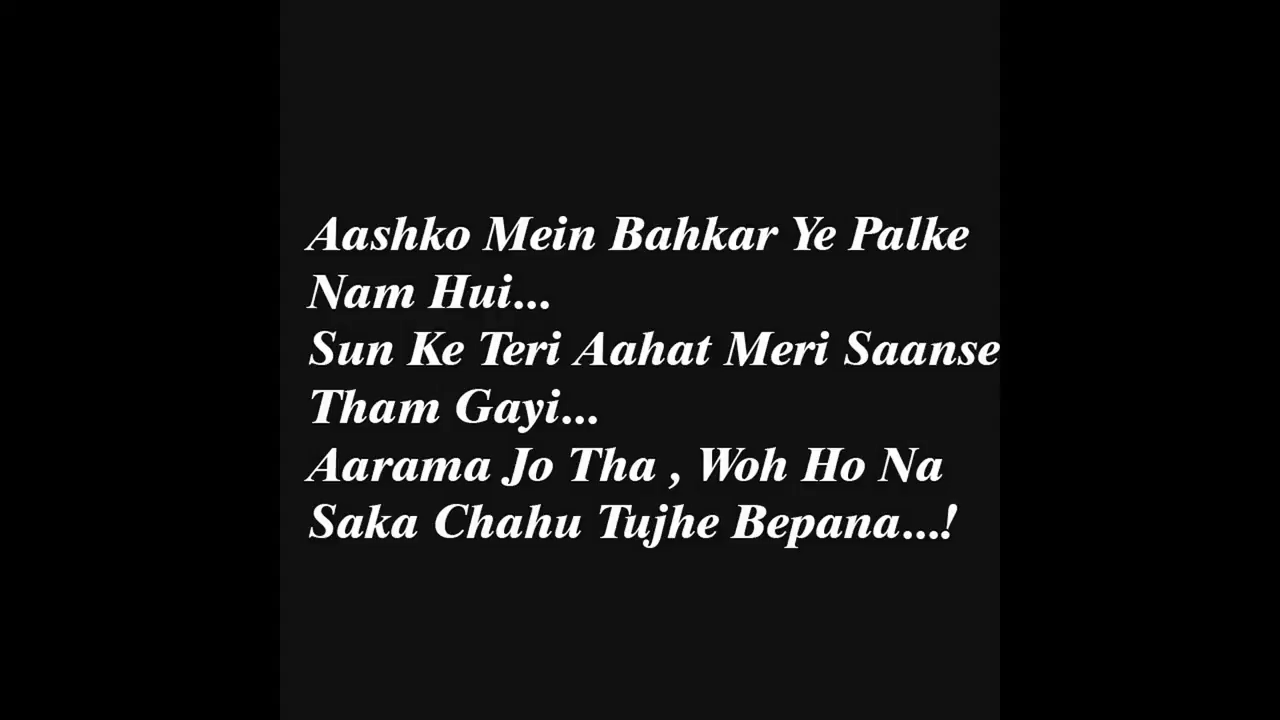 Aashko Mein Bahkar Ye Palke
Nam Hui...
Sun Ke Teri Aahat Meri Saanse
Tham Gayi...
Aarama Jo Tha , Woh Ho Na
Saka Chahu Tujhe Bepana...!